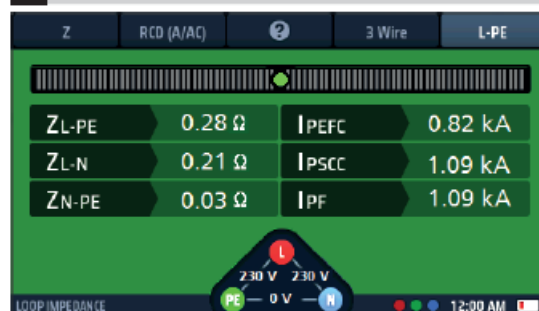 Z RCD (A/AC) ? 3 Wire L-PE
ZL-PE 0.28 Ω IPEFC 0.82 kA
ZL-N 0.21 Ω IPSCC 1.09 kA
ZN-PE 0.03 Ω IPF 1.09 kA
L
230 V 230 V
PE 0 V N
LOOP IMPEDANCE 12:00 AM